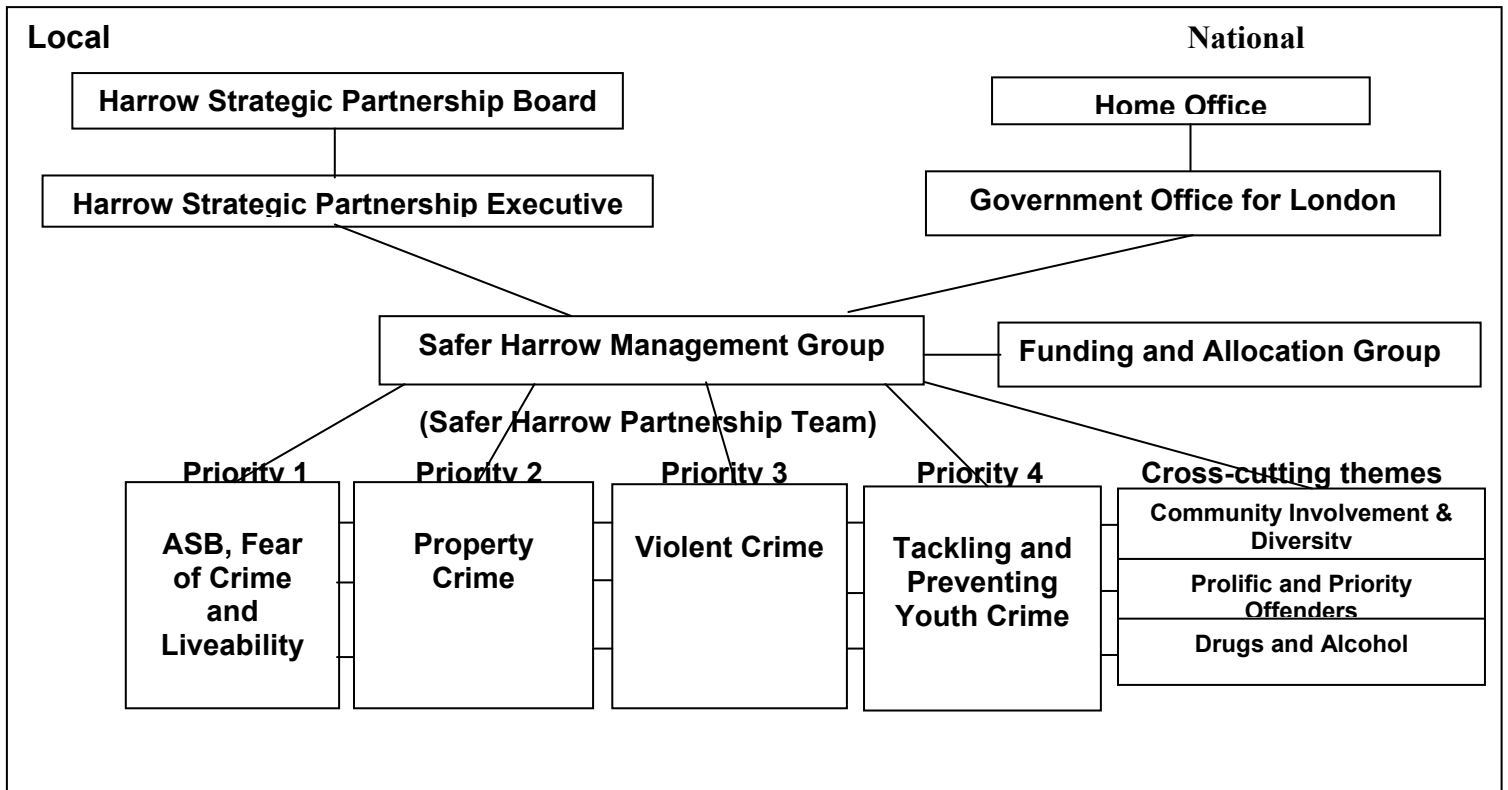 Local
National
Harrow Strategic Partnership Board
Home Office
Harrow Strategic Partnership Executive
Government Office for London
Safer Harrow Management Group
Funding and Allocation Group
(Safer Harrow Partnership Team)
Priority 1
Priority 2
Priority 3
Priority 4
Cross-cutting themes
ASB, Fear
of Crime
and
Liveability
Property
Crime
Violent Crime
Tackling and
Preventing
Youth Crime
Community Involvement &
Diversity
Prolific and Priority
Offenders
Drugs and Alcohol